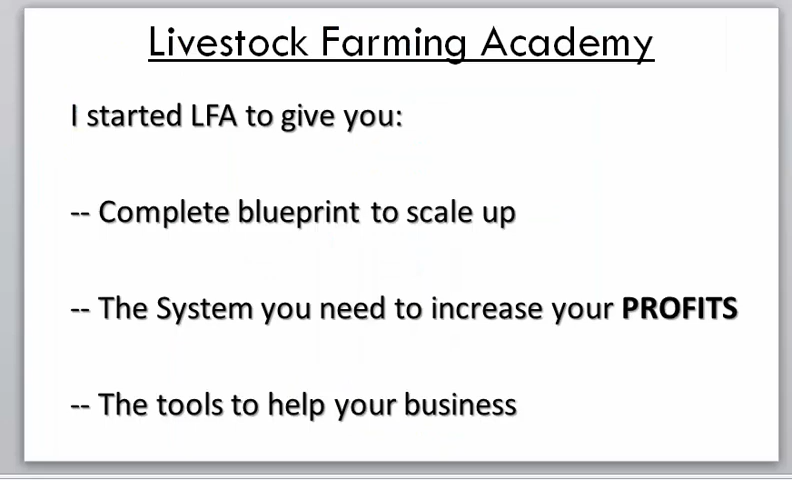 Livestock Farming Academy
I started LFA to give you:
-- Complete blueprint to scale up
-- The System you need to increase your PROFITS
-- The tools to help your business